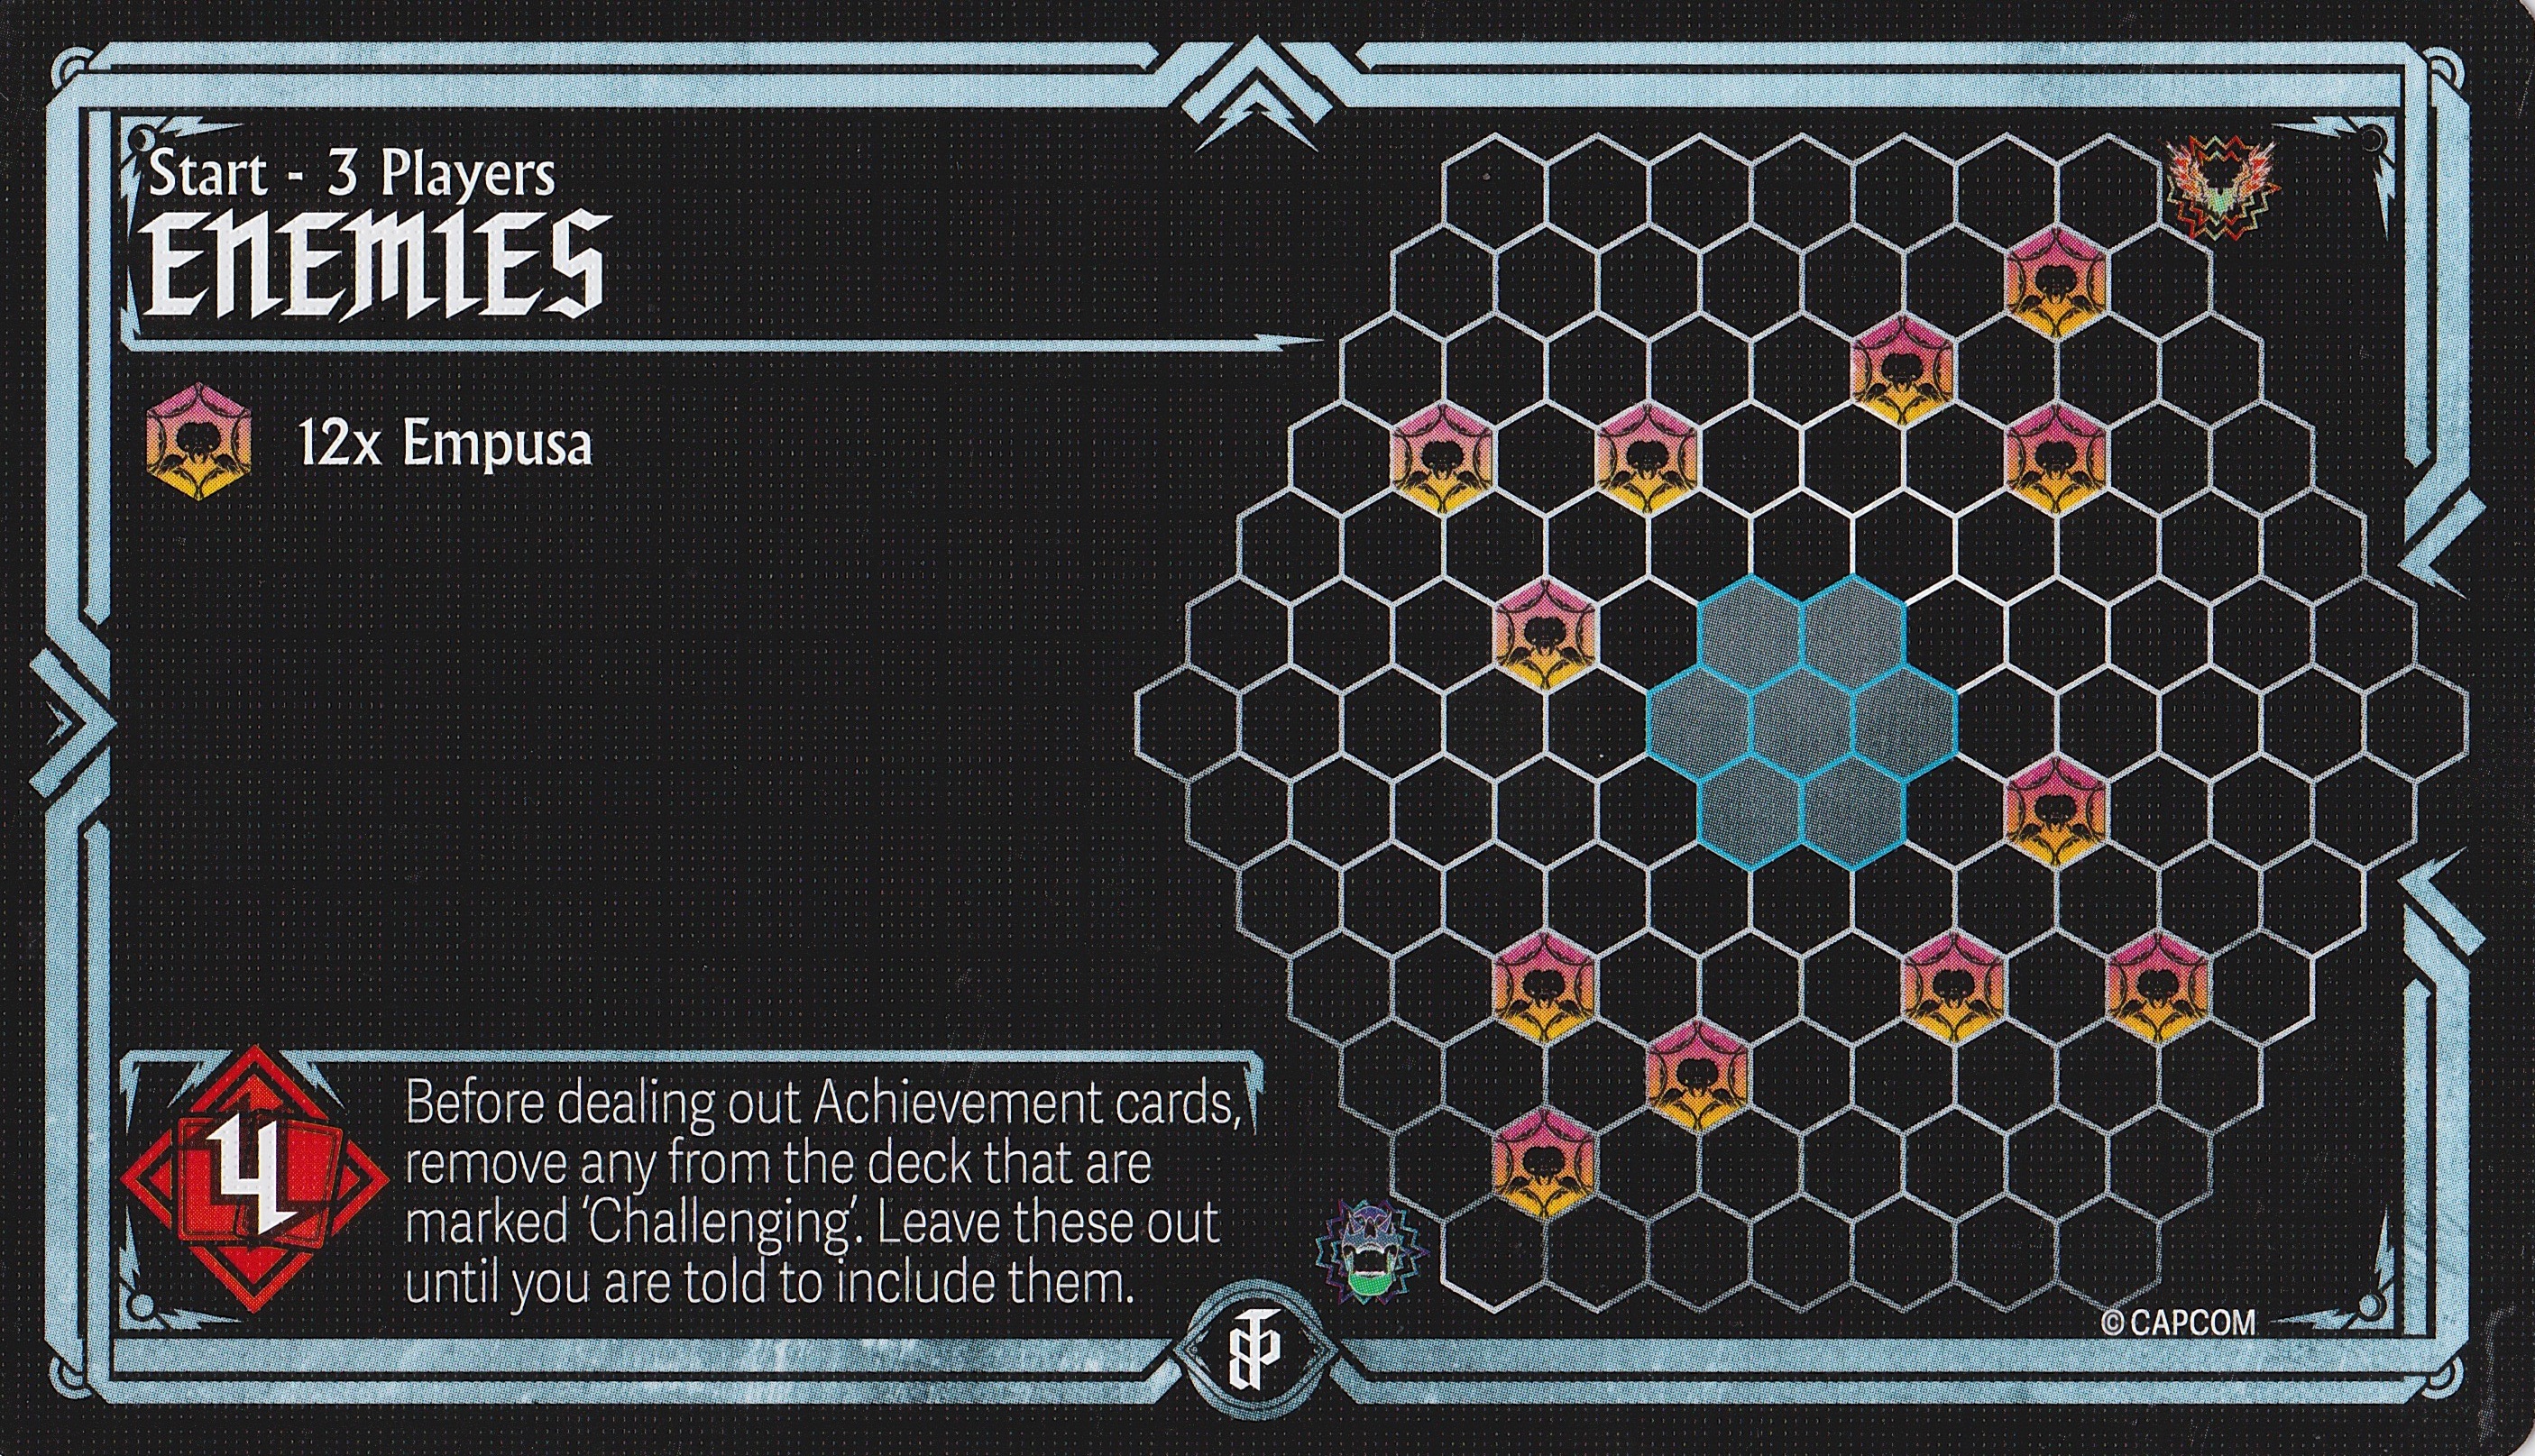 Start - 3 Players
ENEMIES
12x Empusa
4
Before dealing out Achievement cards,
remove any from the deck that are
marked 'Challenging'. Leave these out
until you are told to include them.
© CAPCOM